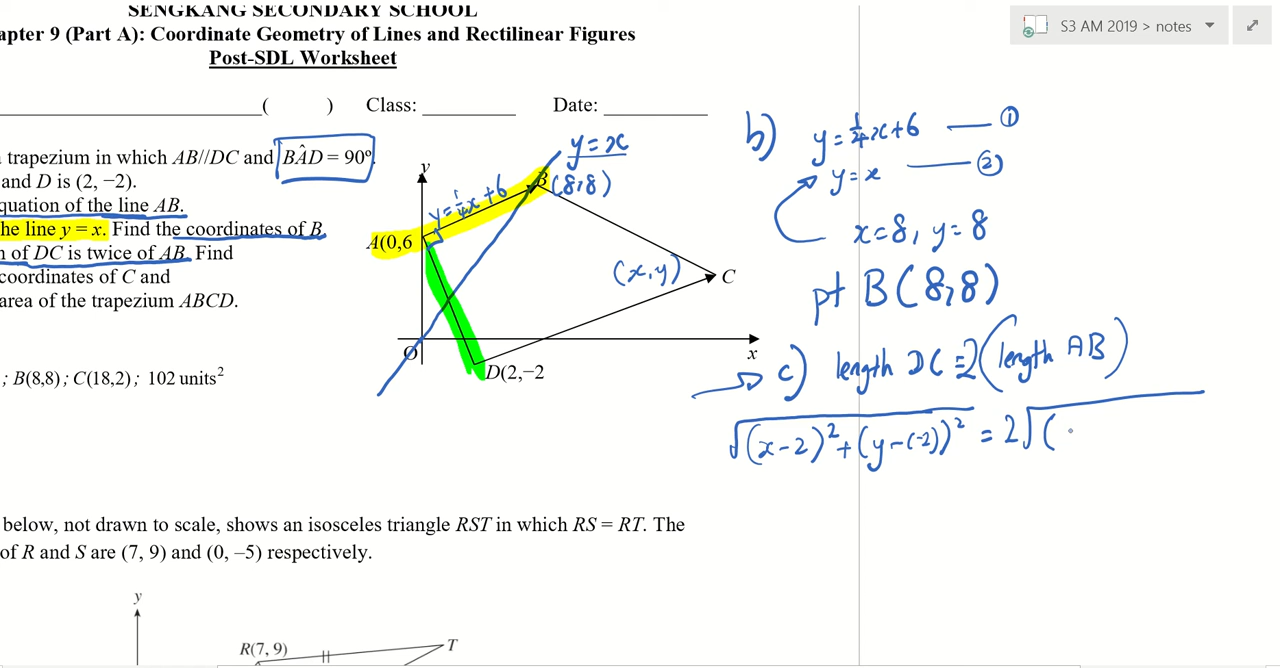 SENGKANG SECONDARY SCHOOL
apter 9 (Part A): Coordinate Geometry of Lines and Rectilinear Figures
Post-SDL Worksheet
S3 AM 2019 > notes
( ) Class: Date:
trapezium in which AB//DC and BÂD = 90º.
and D is (2, −2).
quation of the line AB.
he line y = x. Find the coordinates of B.
h of DC is twice of AB. Find
coordinates of C and
area of the trapezium ABCD.
; B(8,8) ; C(18,2) ; 102 units²
y
y=x
B
(8,8)
y=¼x+6
A(0,6
(x,y)
C
O
x
D(2,−2
b) y=¼x+6 — ①
y=x — ②
x=8, y=8
pt B(8,8)
c) length DC=2(length AB)
√(x-2)²+(y-(-2))² = 2√(
below, not drawn to scale, shows an isosceles triangle RST in which RS = RT. The
of R and S are (7, 9) and (0, –5) respectively.
y
R(7, 9)
T